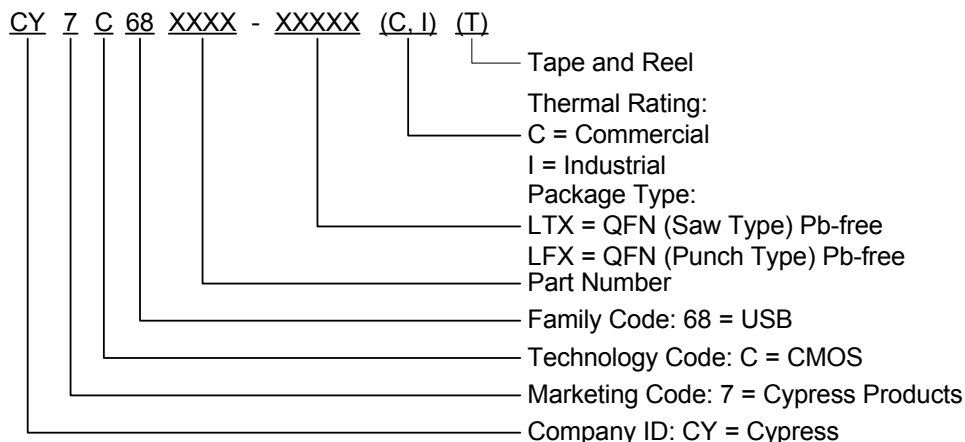 CY 7 C 68 XXXX - XXXXX (C, I) (T)
Tape and Reel
Thermal Rating:
C = Commercial
I = Industrial
Package Type:
LTX = QFN (Saw Type) Pb-free
LFX = QFN (Punch Type) Pb-free
Part Number
Family Code: 68 = USB
Technology Code: C = CMOS
Marketing Code: 7 = Cypress Products
Company ID: CY = Cypress